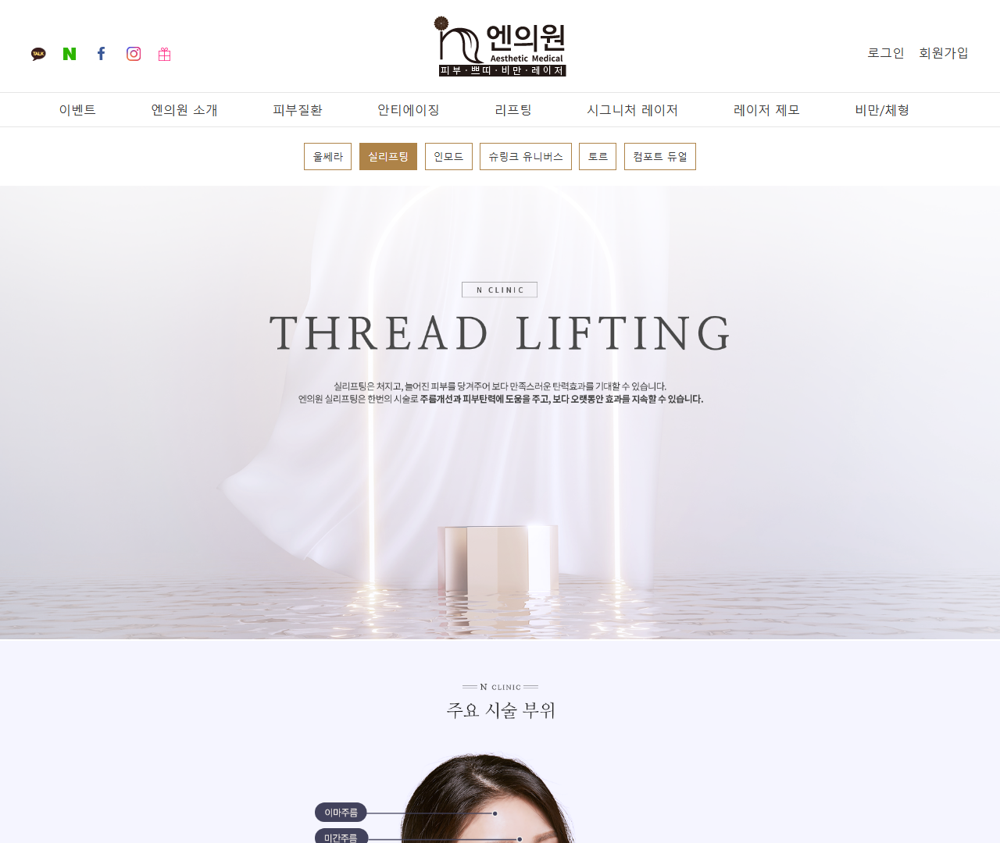 TALK
N
f
엔의원
Aesthetic Medical
피부·쁘띠·비만·레이저
로그인 회원가입
이벤트 엔의원 소개 피부질환 안티에이징 리프팅 시그니처 레이저 레이저 제모 비만/체형
울쎄라 실리프팅 인모드 슈링크 유니버스 토르 컴포트 듀얼
N CLINIC
THREAD LIFTING
실리프팅은 처지고, 늘어진 피부를 당겨주어 보다 만족스러운 탄력효과를 기대할 수 있습니다.
엔의원 실리프팅은 한번의 시술로 주름개선과 피부탄력에 도움을 주고, 보다 오랫동안 효과를 지속할 수 있습니다.
N CLINIC
주요 시술 부위
이마주름
미간주름